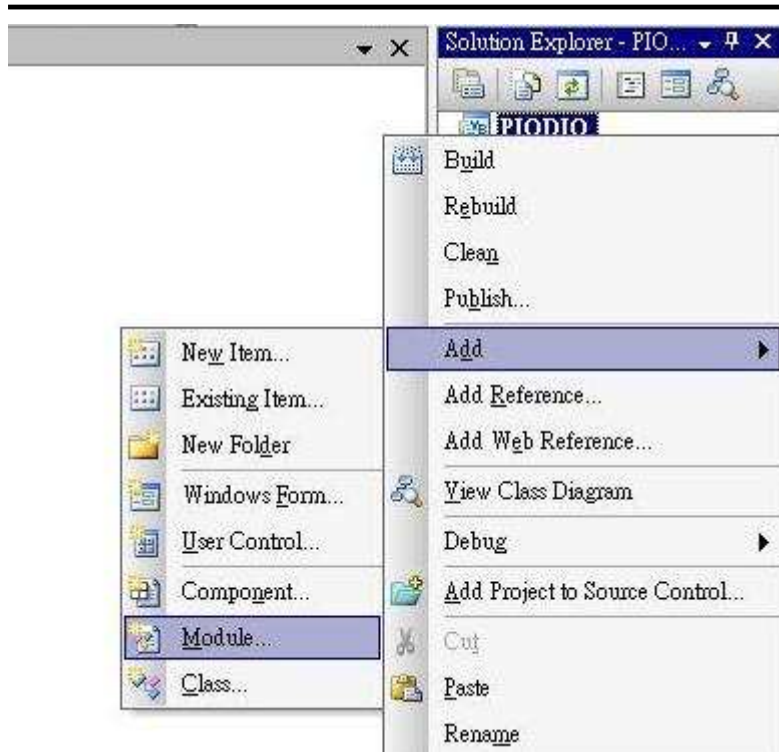 Solution Explorer - PIO...
PIODIO
Build
Rebuild
Clean
Publish...
Add
Add Reference...
Add Web Reference...
View Class Diagram
Debug
Add Project to Source Control...
Cut
Paste
Rename
New Item...
Existing Item...
New Folder
Windows Form...
User Control...
Component...
Module...
Class...